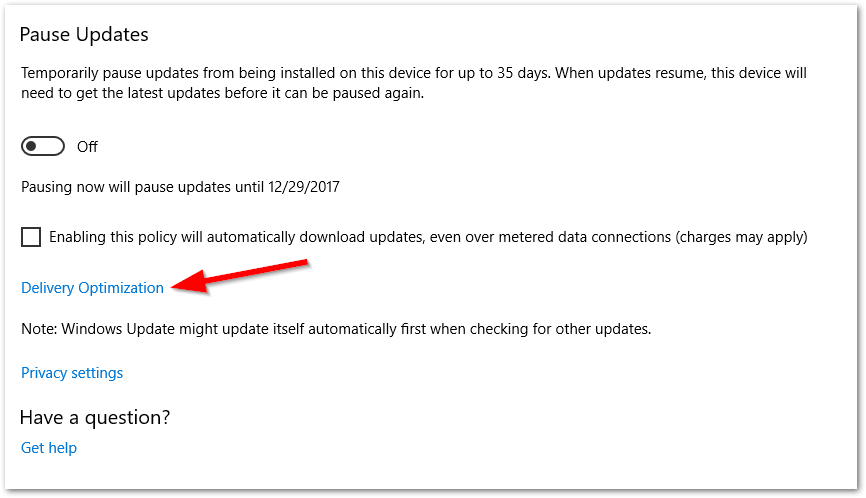 Pause Updates
Temporarily pause updates from being installed on this device for up to 35 days. When updates resume, this device will
need to get the latest updates before it can be paused again.
Off
Pausing now will pause updates until 12/29/2017
Enabling this policy will automatically download updates, even over metered data connections (charges may apply)
Delivery Optimization
Note: Windows Update might update itself automatically first when checking for other updates.
Privacy settings
Have a question?
Get help